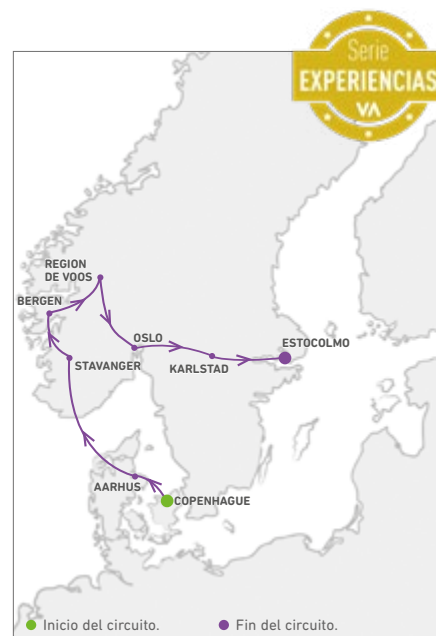 Serie
EXPERIENCIAS
VA
REGION
DE VOOS
BERGEN
OSLO
ESTOCOLMO
STAVANGER
KARLSTAD
AARHUS
COPENHAGUE
Inicio del circuito.
Fin del circuito.